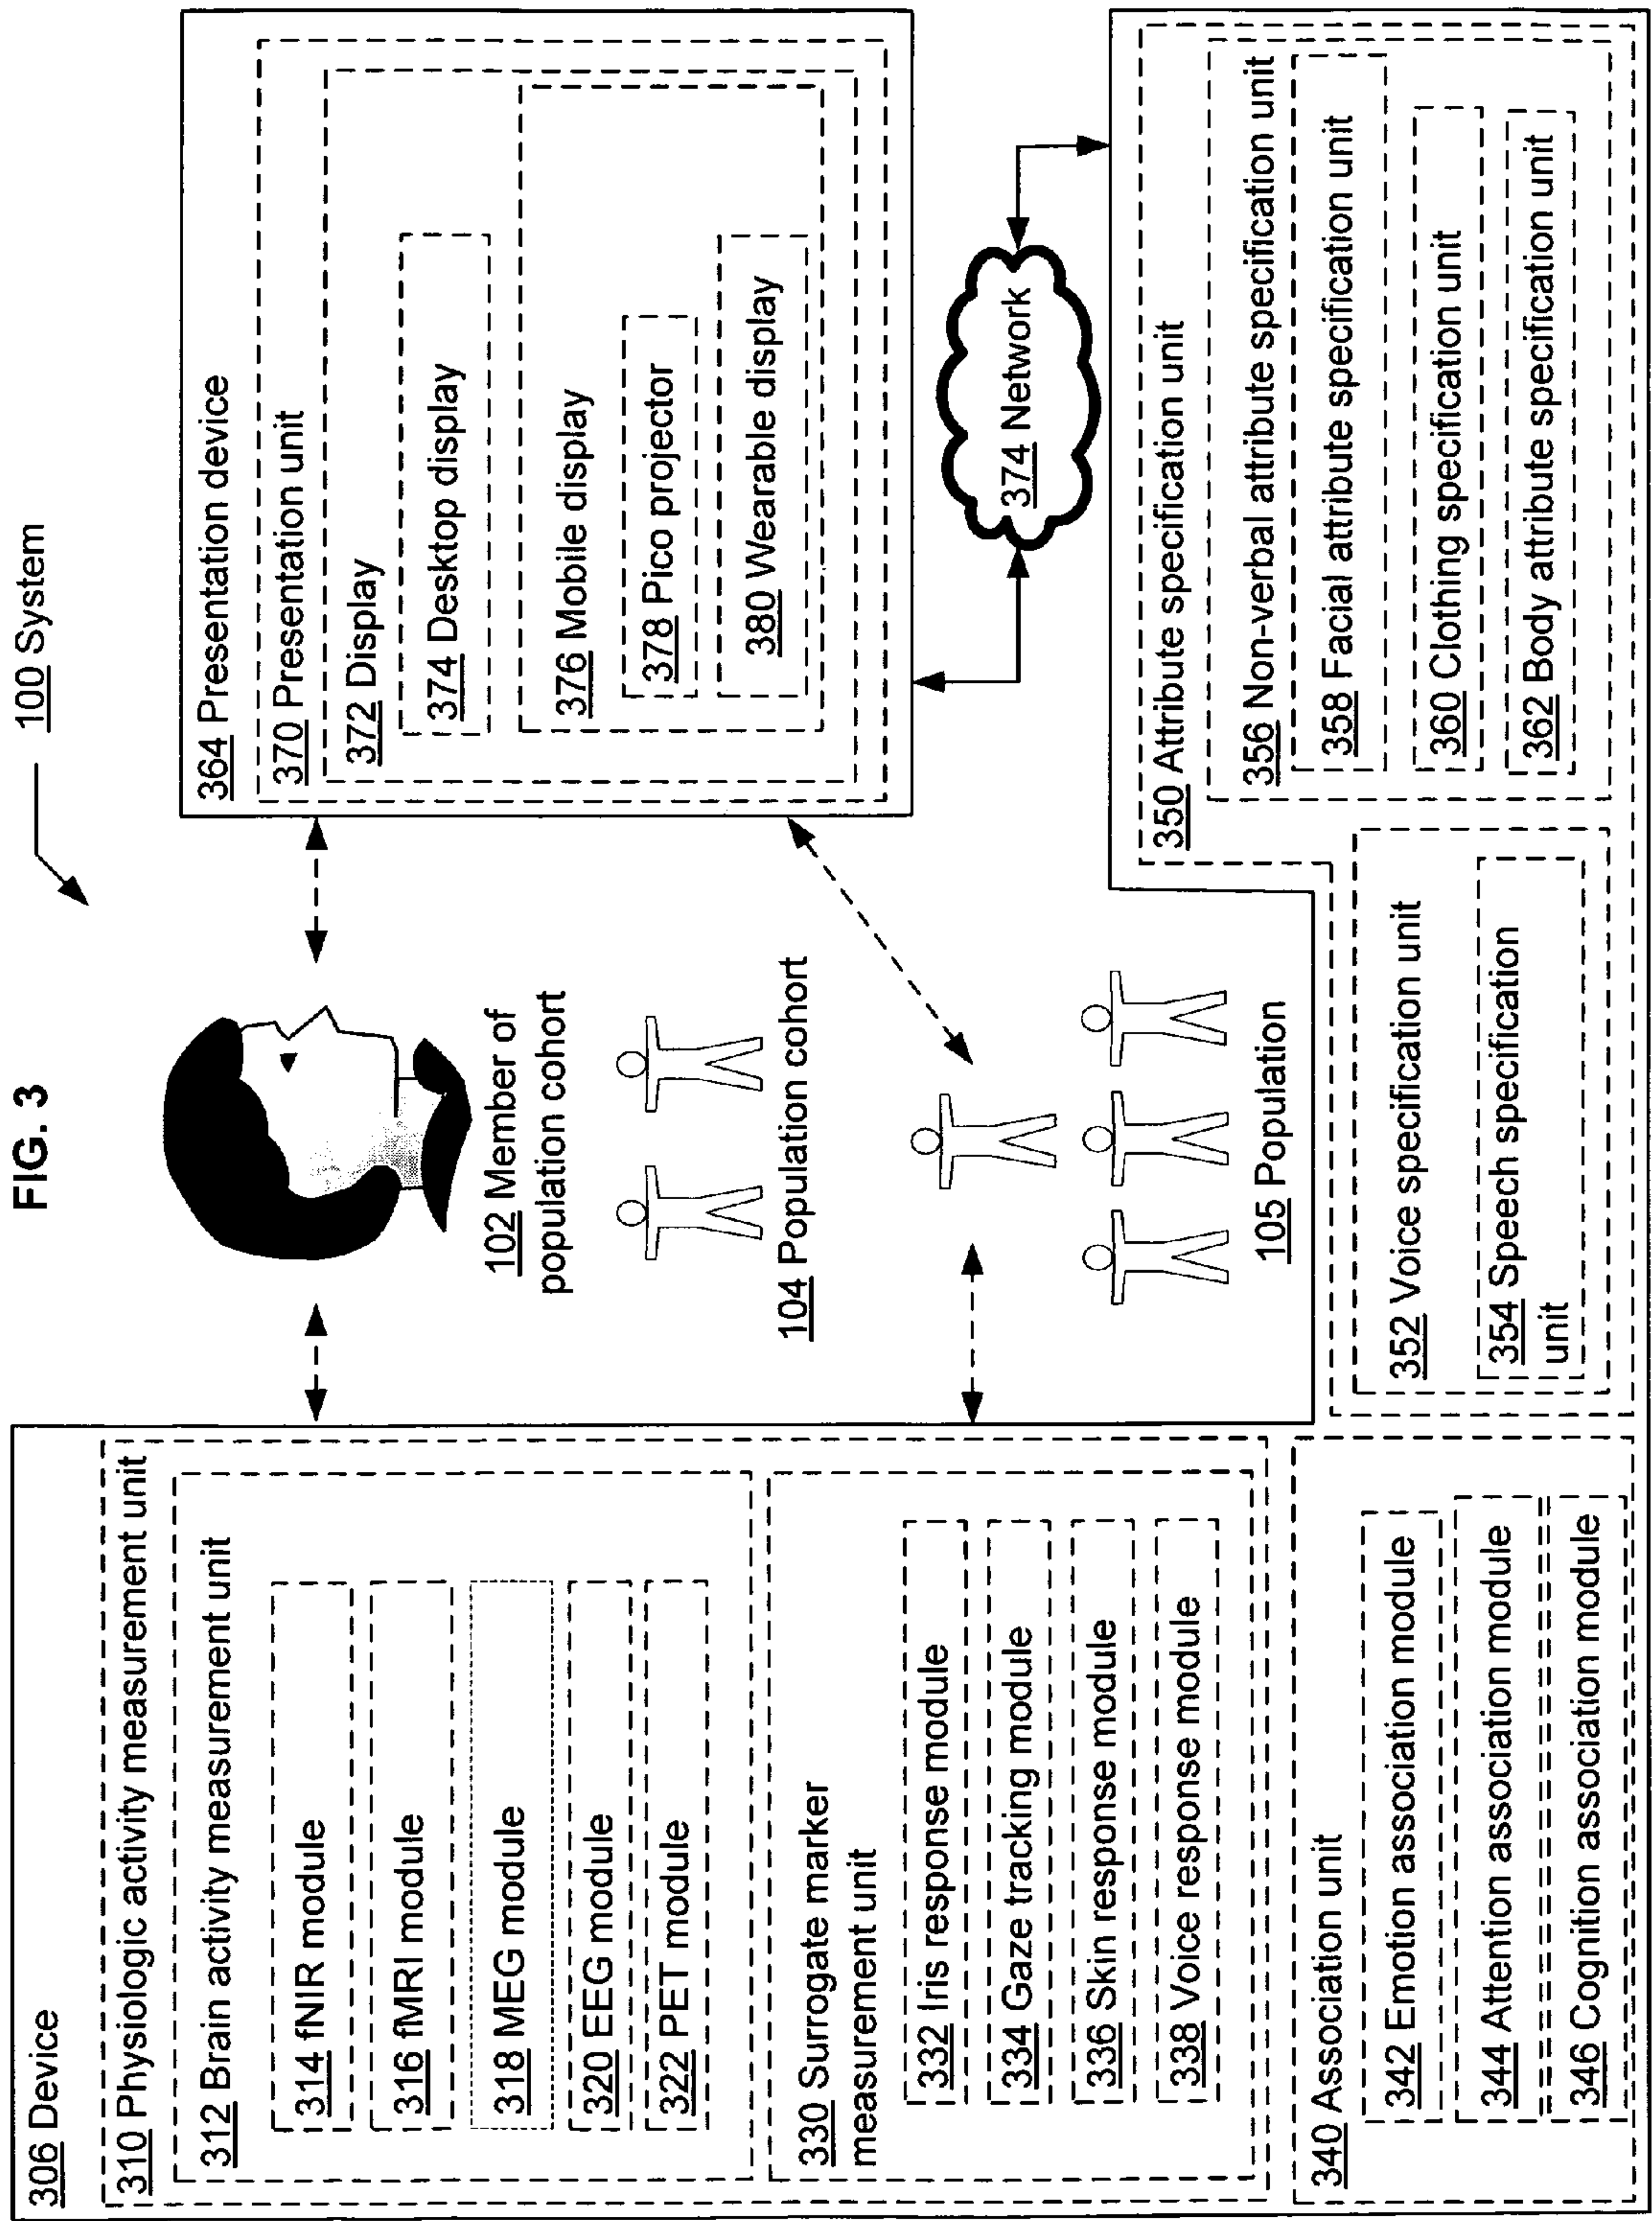 FIG. 3
100 System
306 Device
310 Physiologic activity measurement unit
312 Brain activity measurement unit
314 fNIR module
316 fMRI module
318 MEG module
320 EEG module
322 PET module
330 Surrogate marker
measurement unit
332 Iris response module
334 Gaze tracking module
336 Skin response module
338 Voice response module
340 Association unit
342 Emotion association module
344 Attention association module
346 Cognition association module
102 Member of
population cohort
104 Population cohort
105 Population
352 Voice specification unit
354 Speech specification
unit
364 Presentation device
370 Presentation unit
372 Display
374 Desktop display
376 Mobile display
378 Pico projector
380 Wearable display
374 Network
350 Attribute specification unit
356 Non-verbal attribute specification unit
358 Facial attribute specification unit
360 Clothing specification unit
362 Body attribute specification unit